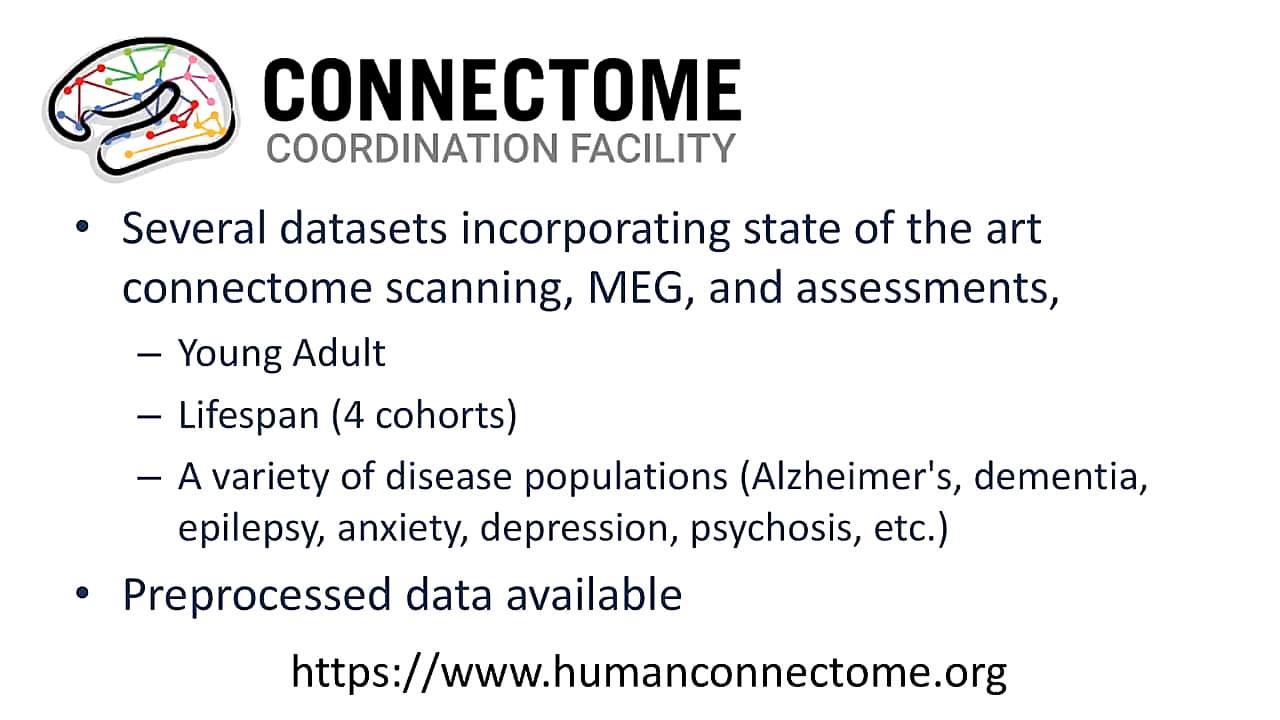 CONNECTOME
COORDINATION FACILITY
• Several datasets incorporating state of the art
connectome scanning, MEG, and assessments,
– Young Adult
– Lifespan (4 cohorts)
– A variety of disease populations (Alzheimer's, dementia,
epilepsy, anxiety, depression, psychosis, etc.)
• Preprocessed data available
https://www.humanconnectome.org